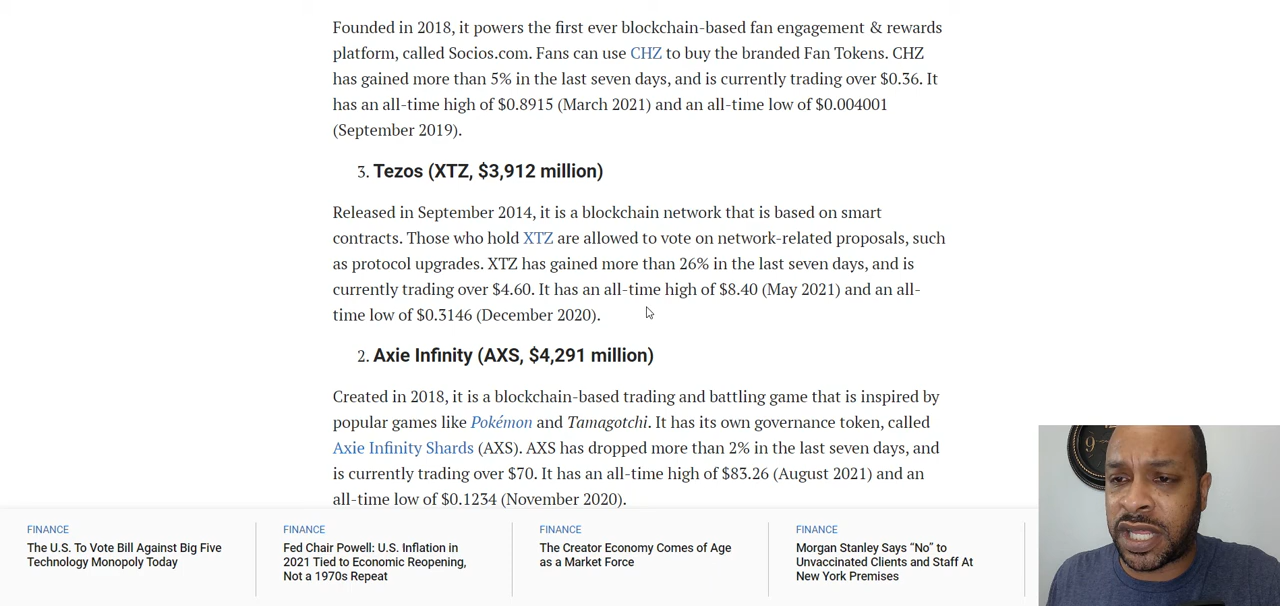 Founded in 2018, it powers the first ever blockchain-based fan engagement & rewards
platform, called Socios.com. Fans can use CHZ to buy the branded Fan Tokens. CHZ
has gained more than 5% in the last seven days, and is currently trading over $0.36. It
has an all-time high of $0.8915 (March 2021) and an all-time low of $0.004001
(September 2019).
3. Tezos (XTZ, $3,912 million)
Released in September 2014, it is a blockchain network that is based on smart
contracts. Those who hold XTZ are allowed to vote on network-related proposals, such
as protocol upgrades. XTZ has gained more than 26% in the last seven days, and is
currently trading over $4.60. It has an all-time high of $8.40 (May 2021) and an all-
time low of $0.3146 (December 2020).
2. Axie Infinity (AXS, $4,291 million)
Created in 2018, it is a blockchain-based trading and battling game that is inspired by
popular games like Pokémon and Tamagotchi. It has its own governance token, called
Axie Infinity Shards (AXS). AXS has dropped more than 2% in the last seven days, and
is currently trading over $70. It has an all-time high of $83.26 (August 2021) and an
all-time low of $0.1234 (November 2020).
FINANCE
The U.S. To Vote Bill Against Big Five
Technology Monopoly Today
FINANCE
Fed Chair Powell: U.S. Inflation in
2021 Tied to Economic Reopening,
Not a 1970s Repeat
FINANCE
The Creator Economy Comes of Age
as a Market Force
FINANCE
Morgan Stanley Says “No” to
Unvaccinated Clients and Staff At
New York Premises
9